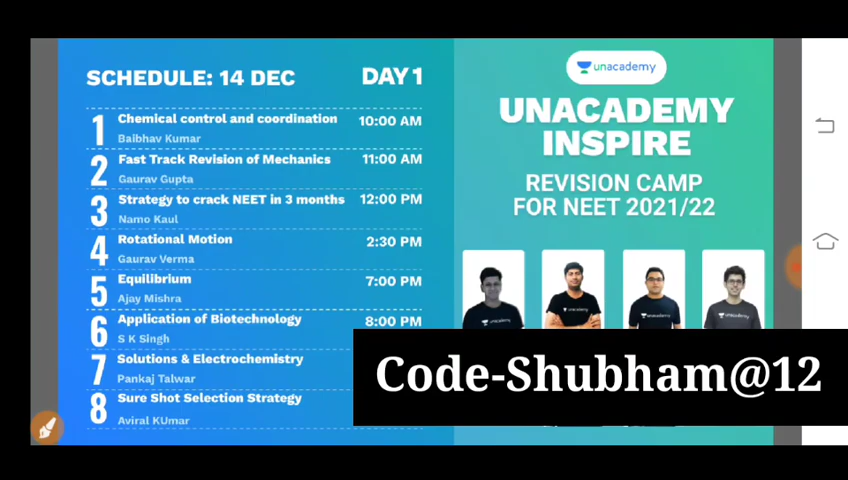 SCHEDULE: 14 DEC
DAY 1
1
Chemical control and coordination
10:00 AM
Baibhav Kumar
2
Fast Track Revision of Mechanics
11:00 AM
Gaurav Gupta
3
Strategy to crack NEET in 3 months
12:00 PM
Namo Kaul
4
Rotational Motion
2:30 PM
Gaurav Verma
5
Equilibrium
7:00 PM
Ajay Mishra
6
Application of Biotechnology
8:00 PM
S K Singh
7
Solutions & Electrochemistry
Pankaj Talwar
8
Sure Shot Selection Strategy
Aviral KUmar
unacademy
UNACADEMY
INSPIRE
REVISION CAMP
FOR NEET 2021/22
unacademy
unacademy
unacademy
unacademy
Code-Shubham@12